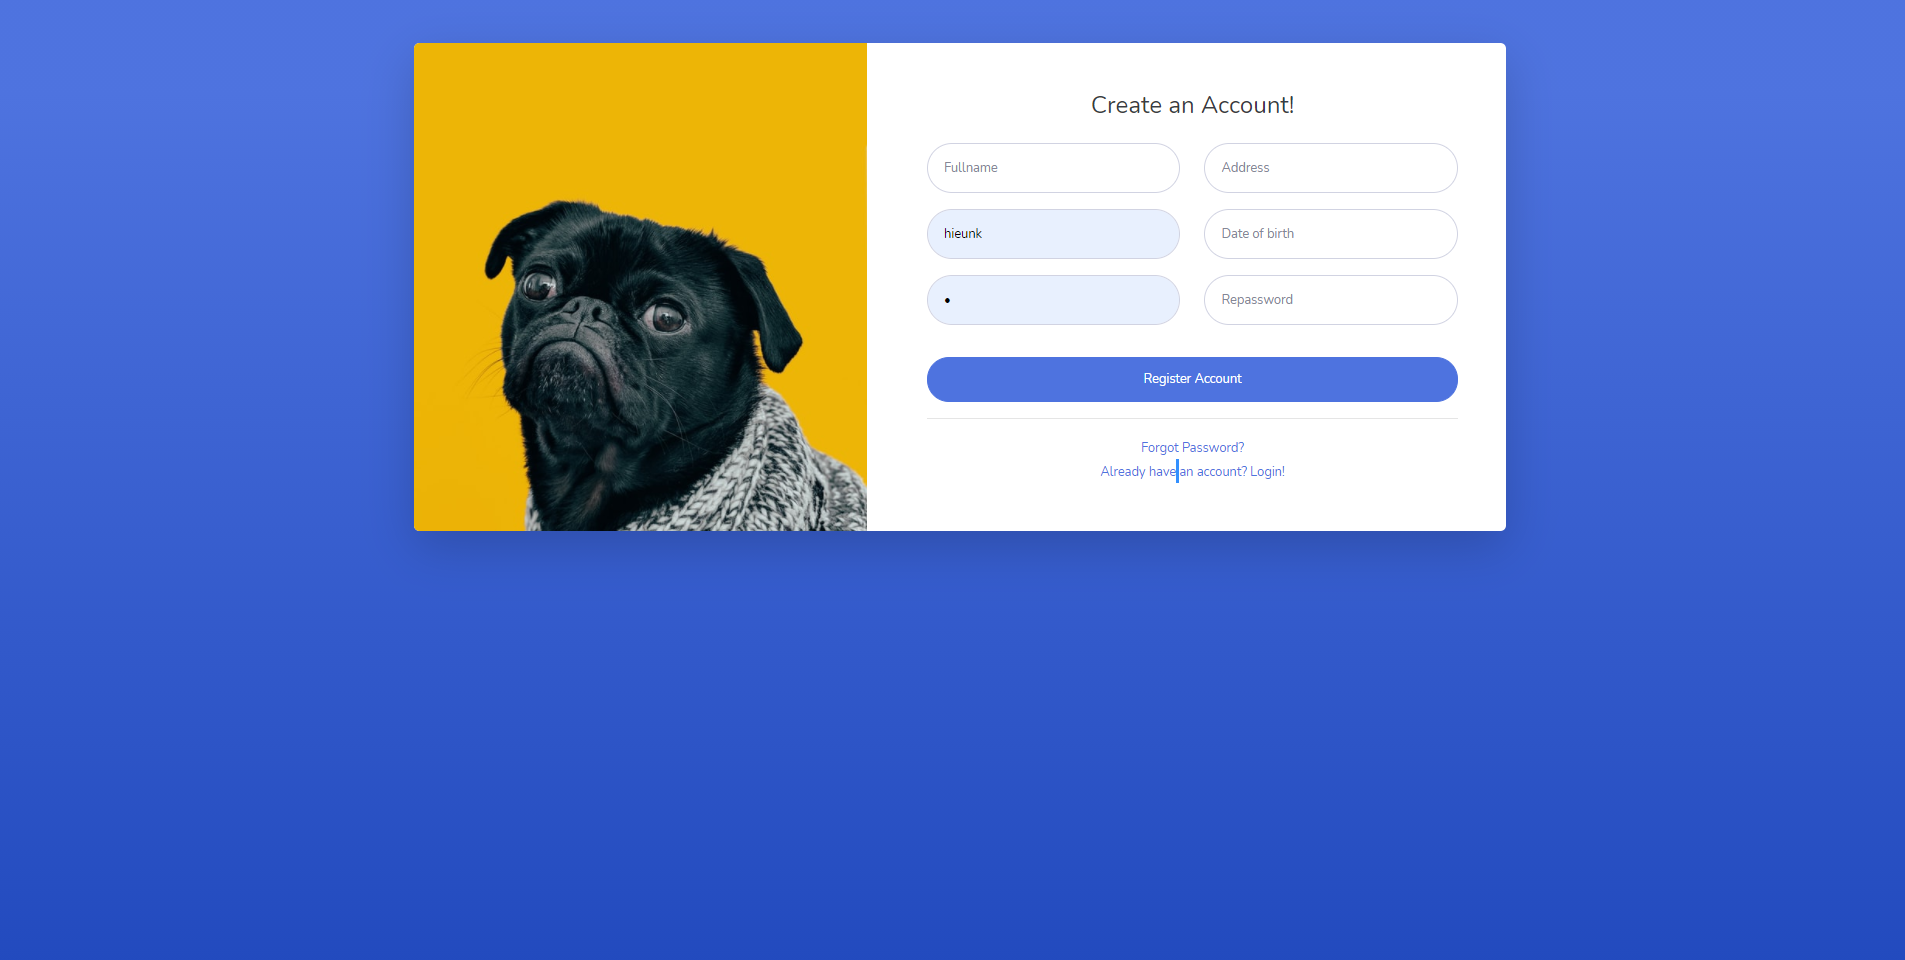 Create an Account!
Fullname
Address
hieunk
Date of birth
•
Repassword
Register Account
Forgot Password?
Already have an account? Login!